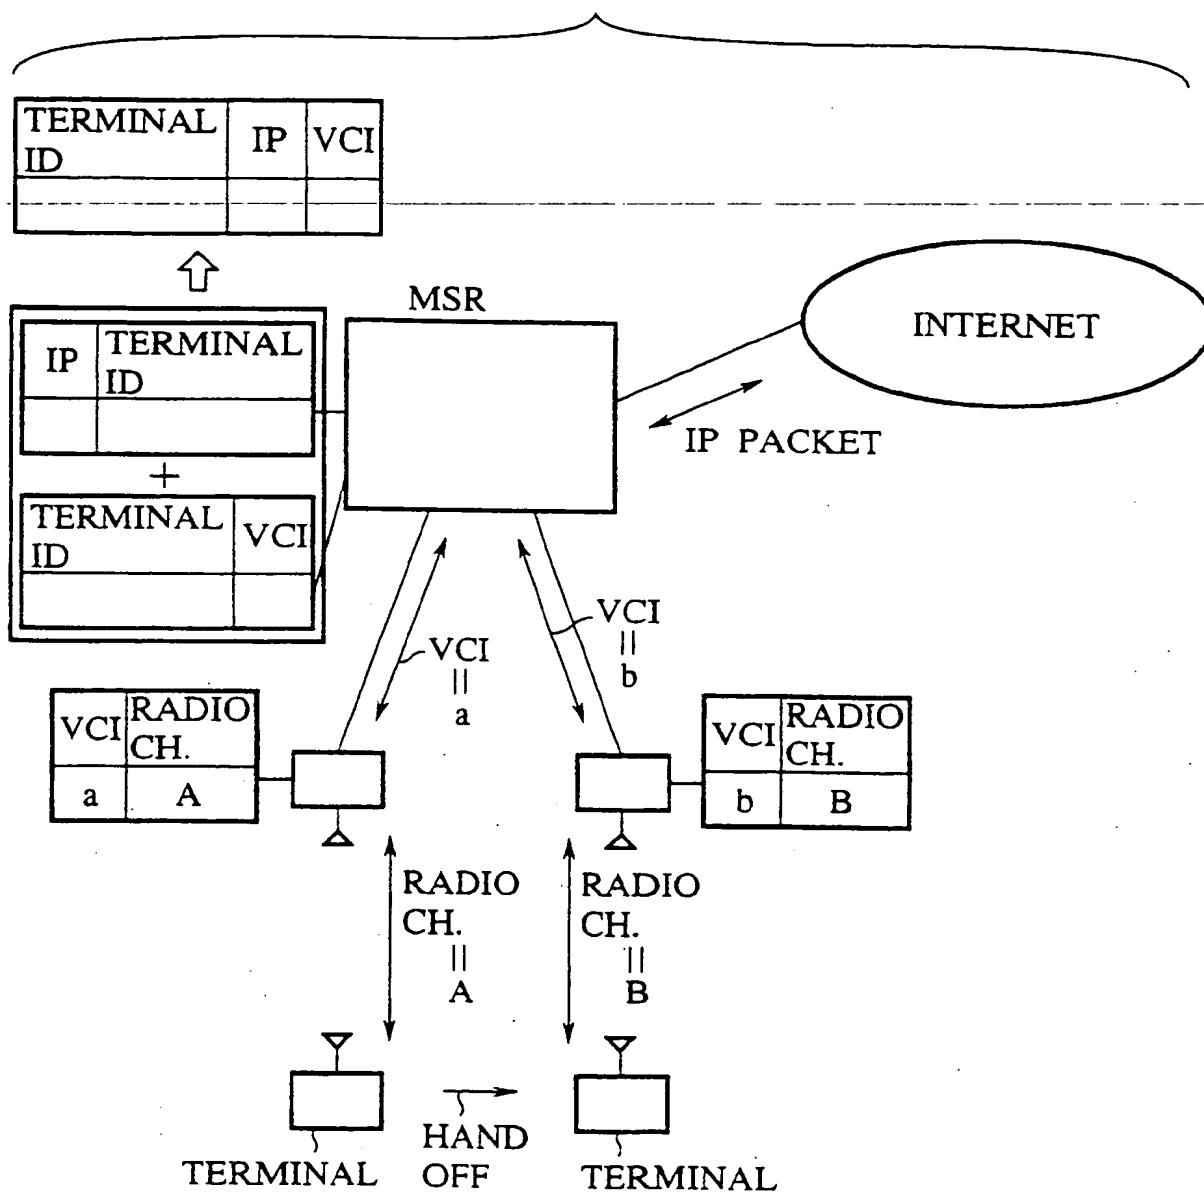 TERMINAL ID IP VCI
MSR
INTERNET
IP TERMINAL ID
IP PACKET
+
TERMINAL ID VCI
VCI
||
a
VCI
||
b
VCI RADIO CH.
a A
VCI RADIO CH.
b B
RADIO
CH.
||
A
RADIO
CH.
||
B
HAND
OFF
TERMINAL
TERMINAL